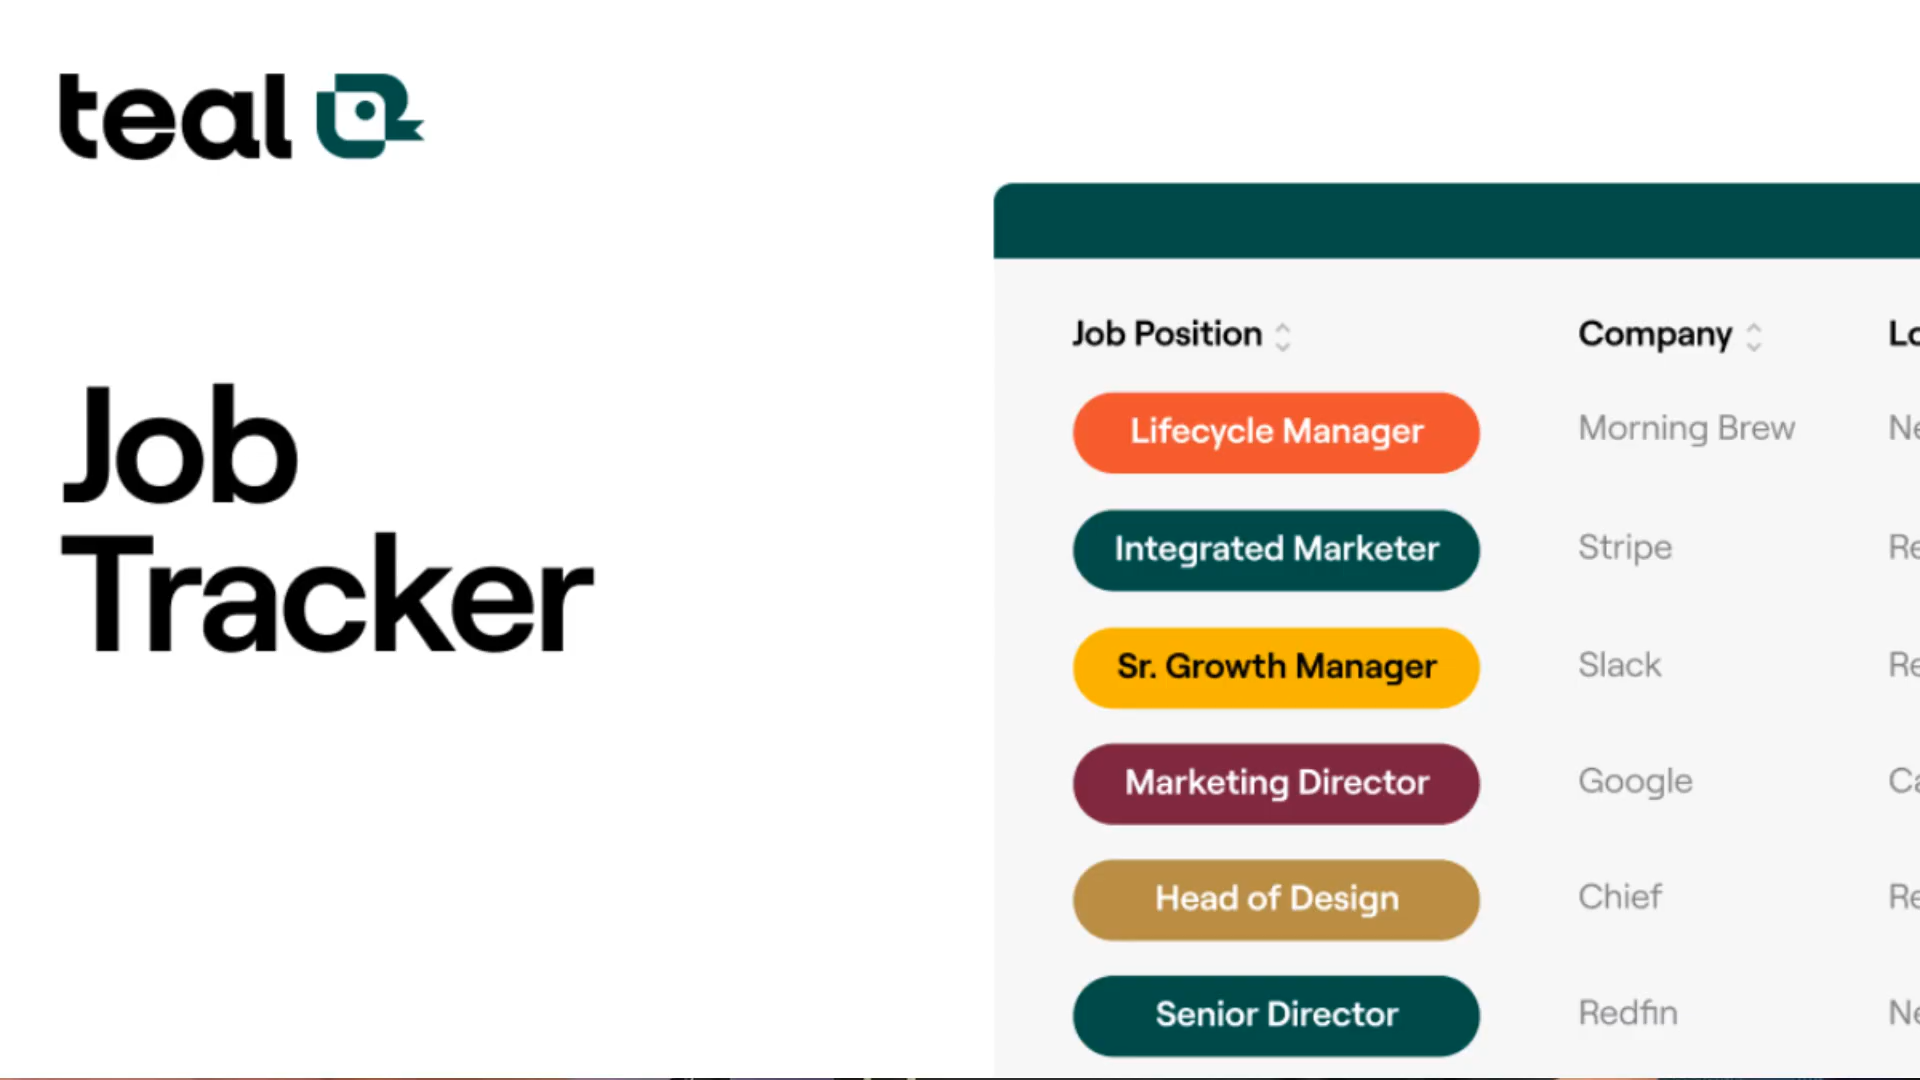 teal
Job
Tracker
Job Position Company
Lifecycle Manager Morning Brew
Integrated Marketer Stripe
Sr. Growth Manager Slack
Marketing Director Google
Head of Design Chief
Senior Director Redfin